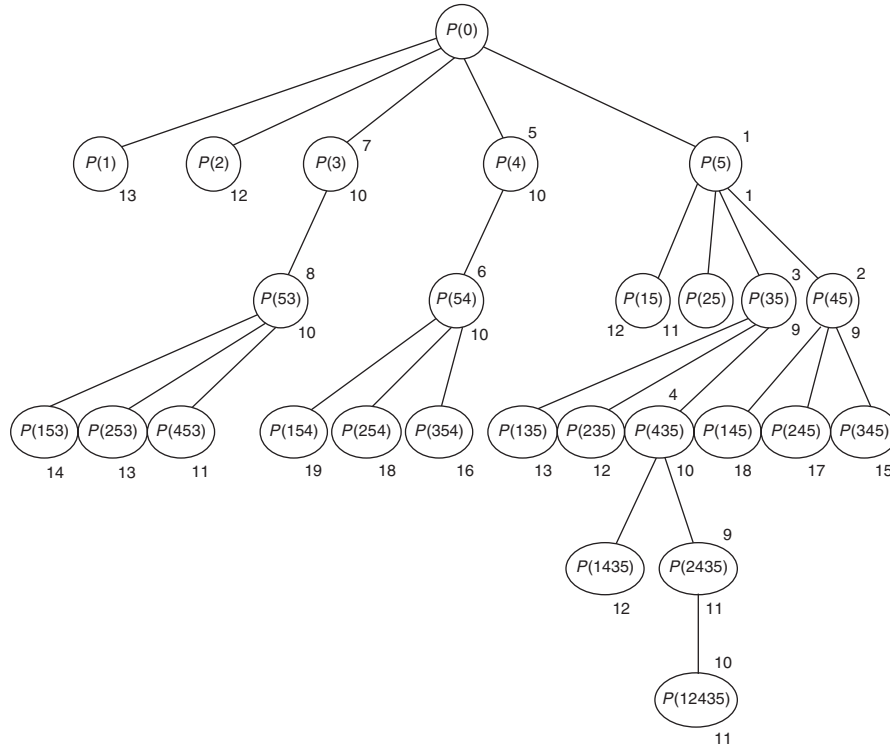 P(0)
7 5 1
P(1) P(2) P(3) P(4) P(5)
13 12 10 10 1
8 6 3 2
P(53) P(54) P(15) P(25) P(35) P(45)
10 10 12 11 9 9
4
P(153) P(253) P(453) P(154) P(254) P(354) P(135) P(235) P(435) P(145) P(245) P(345)
14 13 11 19 18 16 13 12 10 18 17 15
9
P(1435) P(2435)
12 11
10
P(12435)
11